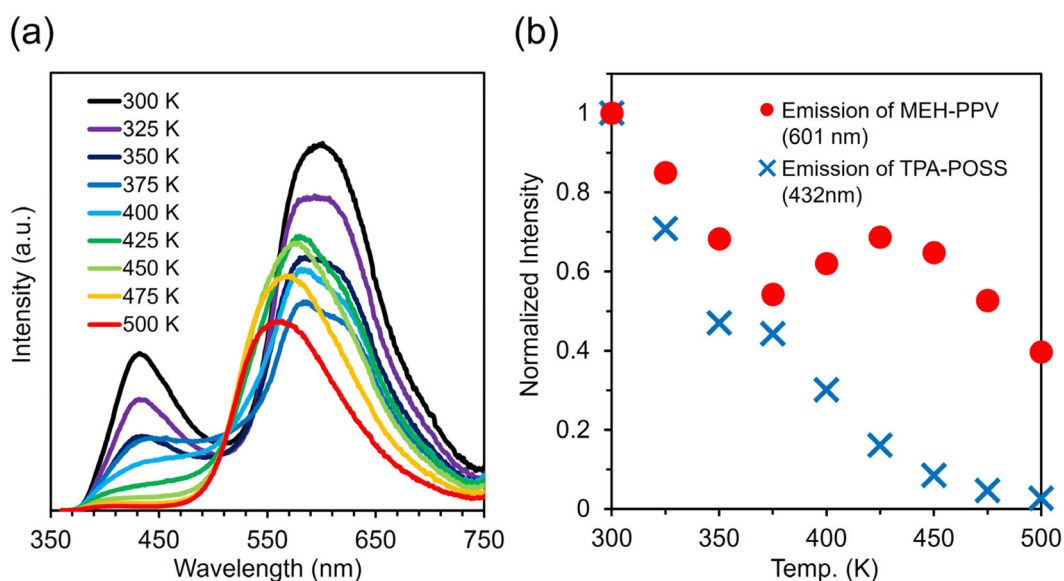 (a)
Intensity (a.u.)
300 K
325 K
350 K
375 K
400 K
425 K
450 K
475 K
500 K
350
450
550
650
750
Wavelength (nm)
(b)
Normalized Intensity
1
0.8
0.6
0.4
0.2
0
Emission of MEH-PPV
(601 nm)
Emission of TPA-POSS
(432nm)
300
350
400
450
500
Temp. (K)